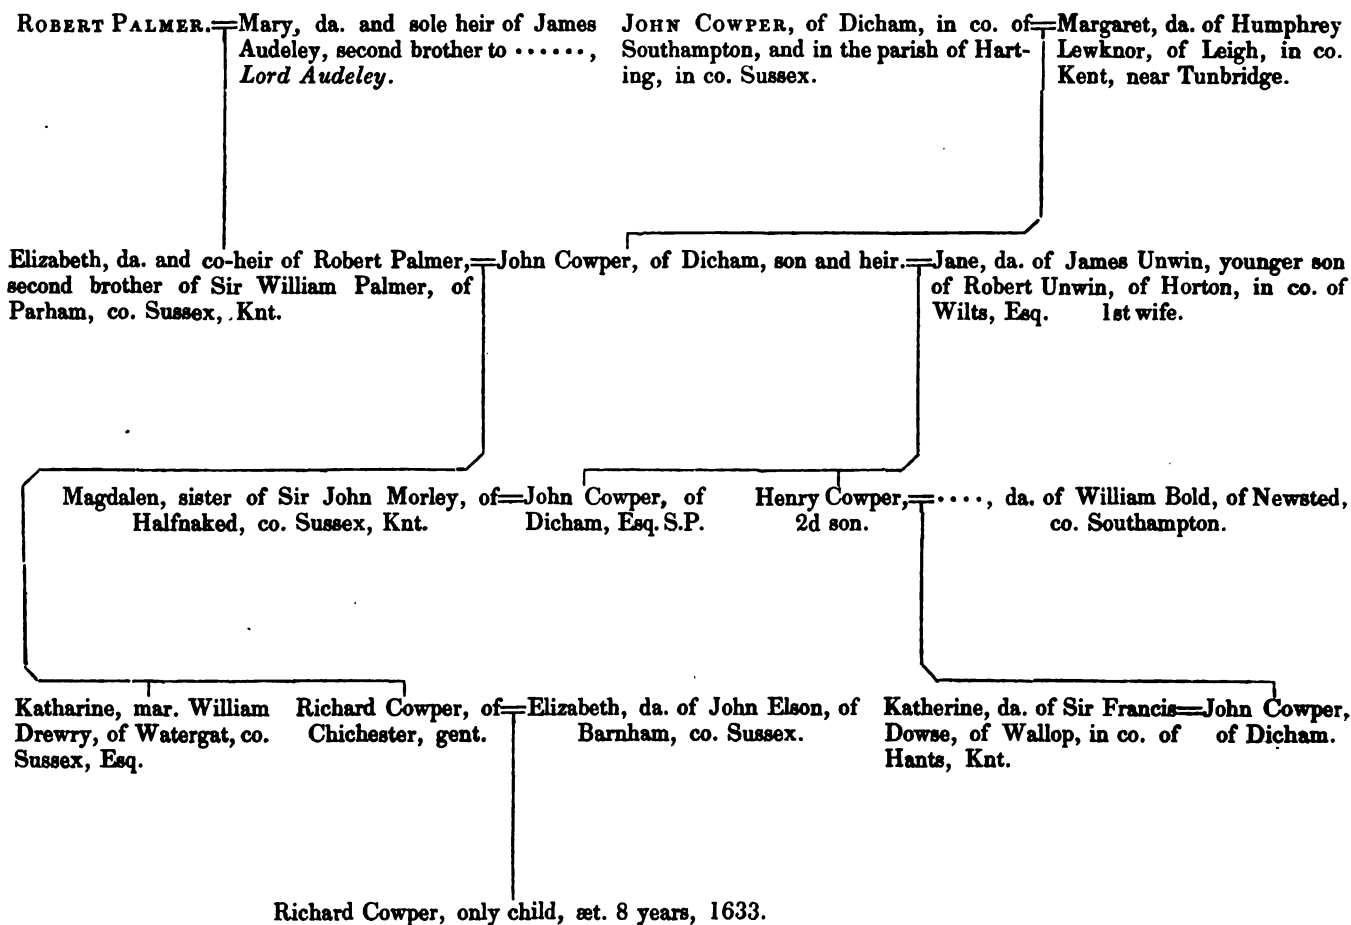 ROBERT PALMER.=Mary, da. and sole heir of James
Audeley, second brother to ······,
Lord Audeley.
JOHN COWPER, of Dicham, in co. of=Margaret, da. of Humphrey
Southampton, and in the parish of Hart-
ing, in co. Sussex.
Lewknor, of Leigh, in co.
Kent, near Tunbridge.
Elizabeth, da. and co-heir of Robert Palmer,=John Cowper, of Dicham, son and heir.=Jane, da. of James Unwin, younger son
second brother of Sir William Palmer, of
Parham, co. Sussex, Knt.
of Robert Unwin, of Horton, in co. of
Wilts, Esq. 1st wife.
Magdalen, sister of Sir John Morley, of=John Cowper, of
Halfnaked, co. Sussex, Knt.
Dicham, Esq. S.P.
Henry Cowper,=····, da. of William Bold, of Newsted,
2d son.
co. Southampton.
Katharine, mar. William
Drewry, of Watergat, co.
Sussex, Esq.
Richard Cowper, of=Elizabeth, da. of John Elson, of
Chichester, gent.
Barnham, co. Sussex.
Katherine, da. of Sir Francis=John Cowper,
Dowse, of Wallop, in co. of
Hants, Knt.
of Dicham.
Richard Cowper, only child, æt. 8 years, 1633.